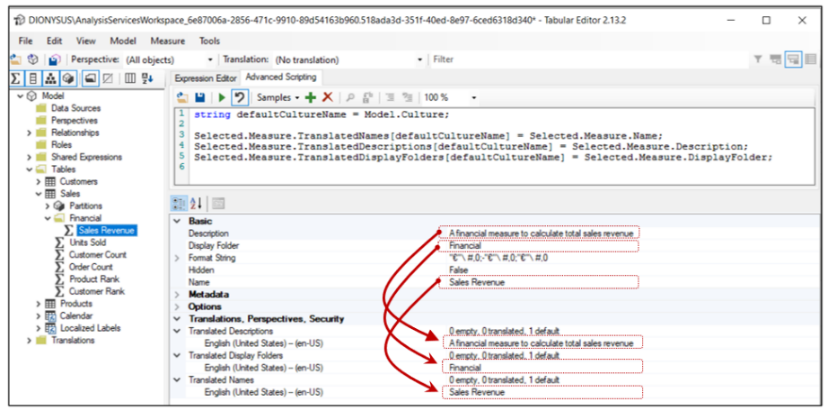 DIONYSUS\AnalysisServicesWorkspace_6e87006a-2856-471c-9910-89d54163b960.518ada3d-351f-40ed-8e97-6ced6318d340* - Tabular Editor 2.13.2
File Edit View Model Measure Tools
Perspective: (All objects) Translation: (No translation) Filter
Expression Editor Advanced Scripting
Samples 100 %
Model
Data Sources
Perspectives
Relationships
Roles
Shared Expressions
Tables
Customers
Sales
Partitions
Financial
Sales Revenue
Units Sold
Customer Count
Order Count
Product Rank
Customer Rank
Products
Calendar
Localized Labels
Translations
1 string defaultCultureName = Model.Culture;
2
3 Selected.Measure.TranslatedNames[defaultCultureName] = Selected.Measure.Name;
4 Selected.Measure.TranslatedDescriptions[defaultCultureName] = Selected.Measure.Description;
5 Selected.Measure.TranslatedDisplayFolders[defaultCultureName] = Selected.Measure.DisplayFolder;
6
Basic
Description A financial measure to calculate total sales revenue
Display Folder Financial
Format String
Hidden False
Name Sales Revenue
Metadata
Options
Translations, Perspectives, Security
Translated Descriptions 0 empty, 0 translated, 1 default
English (United States) – (en-US) A financial measure to calculate total sales revenue
Translated Display Folders 0 empty, 0 translated, 1 default
English (United States) – (en-US) Financial
Translated Names 0 empty, 0 translated, 1 default
English (United States) – (en-US) Sales Revenue